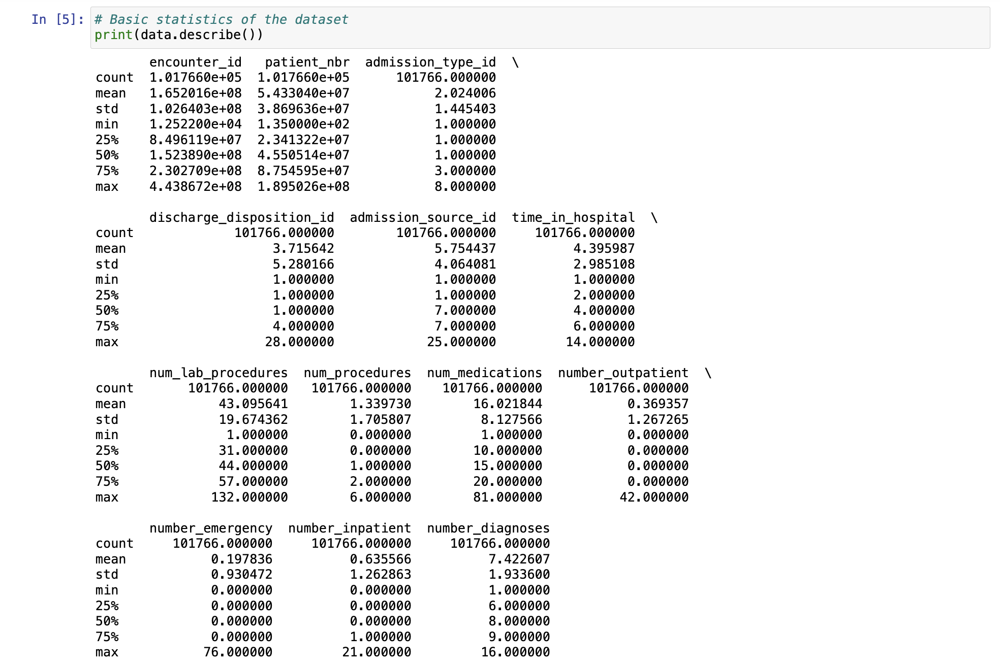 In [5]: # Basic statistics of the dataset
print(data.describe())
encounter_id patient_nbr admission_type_id \
count 1.017660e+05 1.017660e+05 101766.000000
mean 1.652016e+08 5.433040e+07 2.024006
std 1.026403e+08 3.869636e+07 1.445403
min 1.252200e+04 1.350000e+02 1.000000
25% 8.496119e+07 2.341322e+07 1.000000
50% 1.523890e+08 4.550514e+07 1.000000
75% 2.302709e+08 8.754595e+07 3.000000
max 4.438672e+08 1.895026e+08 8.000000
discharge_disposition_id admission_source_id time_in_hospital \
count 101766.000000 101766.000000 101766.000000
mean 3.715642 5.754437 4.395987
std 5.280166 4.064081 2.985108
min 1.000000 1.000000 1.000000
25% 1.000000 1.000000 2.000000
50% 1.000000 7.000000 4.000000
75% 4.000000 7.000000 6.000000
max 28.000000 25.000000 14.000000
num_lab_procedures num_procedures num_medications number_outpatient \
count 101766.000000 101766.000000 101766.000000 101766.000000
mean 43.095641 1.339730 16.021844 0.369357
std 19.674362 1.705807 8.127566 1.267265
min 1.000000 0.000000 1.000000 0.000000
25% 31.000000 0.000000 10.000000 0.000000
50% 44.000000 1.000000 15.000000 0.000000
75% 57.000000 2.000000 20.000000 0.000000
max 132.000000 6.000000 81.000000 42.000000
number_emergency number_inpatient number_diagnoses
count 101766.000000 101766.000000 101766.000000
mean 0.197836 0.635566 7.422607
std 0.930472 1.262863 1.933600
min 0.000000 0.000000 1.000000
25% 0.000000 0.000000 6.000000
50% 0.000000 0.000000 8.000000
75% 0.000000 1.000000 9.000000
max 76.000000 21.000000 16.000000